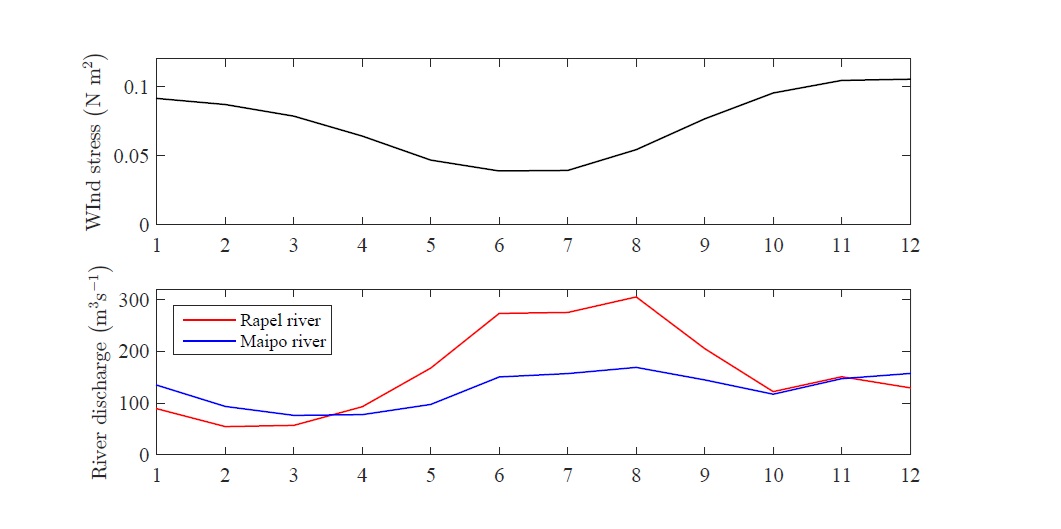 WInd stress (N m²)
0.1
0.05
0
1 2 3 4 5 6 7 8 9 10 11 12
River discharge (m³s⁻¹)
300
200
100
0
Rapel river
Maipo river
1 2 3 4 5 6 7 8 9 10 11 12